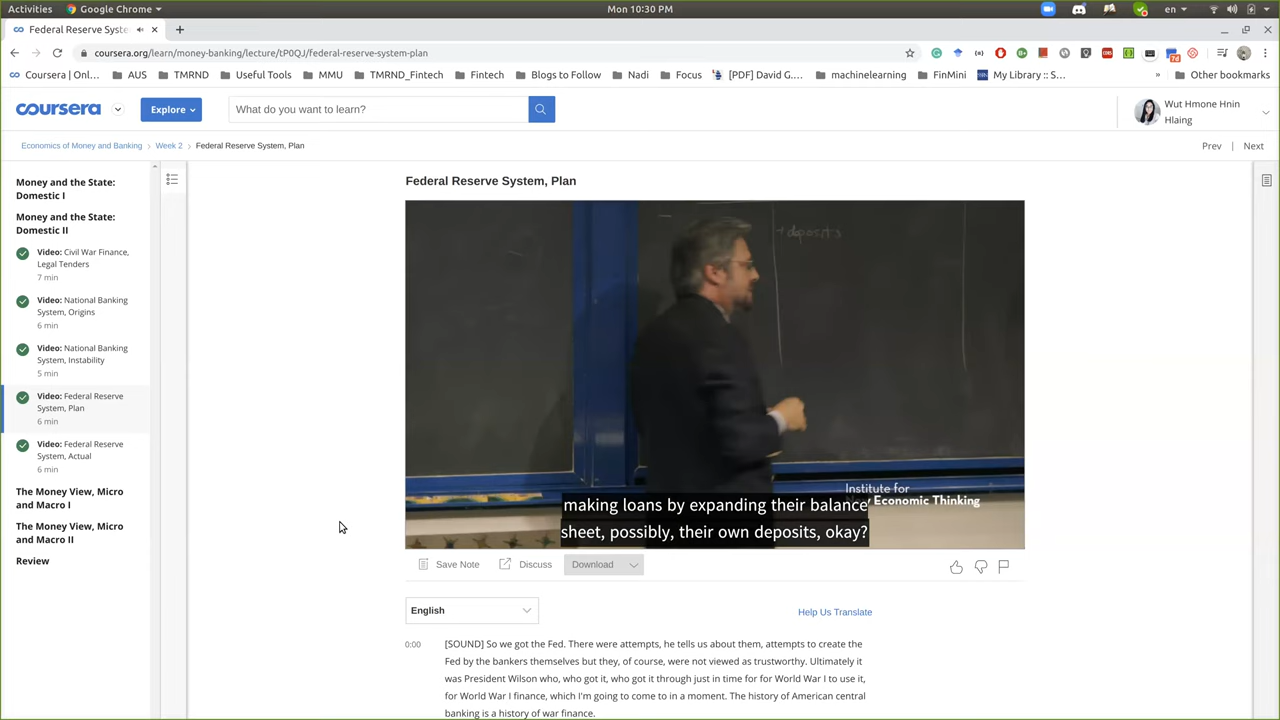 Activities
Google Chrome
Mon 10:30 PM
en
Federal Reserve Syste
coursera.org/learn/money-banking/lecture/tP0QJ/federal-reserve-system-plan
Coursera | Onl…
AUS
TMRND
Useful Tools
MMU
TMRND_Fintech
Fintech
Blogs to Follow
Nadi
Focus
[PDF] David G.…
machinelearning
FinMini
My Library :: S…
»
Other bookmarks
coursera
Explore
What do you want to learn?
Wut Hmone Hnin
Hlaing
Economics of Money and Banking › Week 2 › Federal Reserve System, Plan
Prev | Next
Money and the State:
Domestic I
Money and the State:
Domestic II
Video: Civil War Finance,
Legal Tenders
7 min
Video: National Banking
System, Origins
6 min
Video: National Banking
System, Instability
5 min
Video: Federal Reserve
System, Plan
6 min
Video: Federal Reserve
System, Actual
6 min
The Money View, Micro
and Macro I
The Money View, Micro
and Macro II
Review
Federal Reserve System, Plan
+deposits
Institute for
Economic Thinking
making loans by expanding their balance
sheet, possibly, their own deposits, okay?
Save Note
Discuss
Download
English
Help Us Translate
0:00
[SOUND] So we got the Fed. There were attempts, he tells us about them, attempts to create the
Fed by the bankers themselves but they, of course, were not viewed as trustworthy. Ultimately it
was President Wilson who, who got it, who got it through just in time for for World War I to use it,
for World War I finance, which I'm going to come to in a moment. The history of American central
banking is a history of war finance.